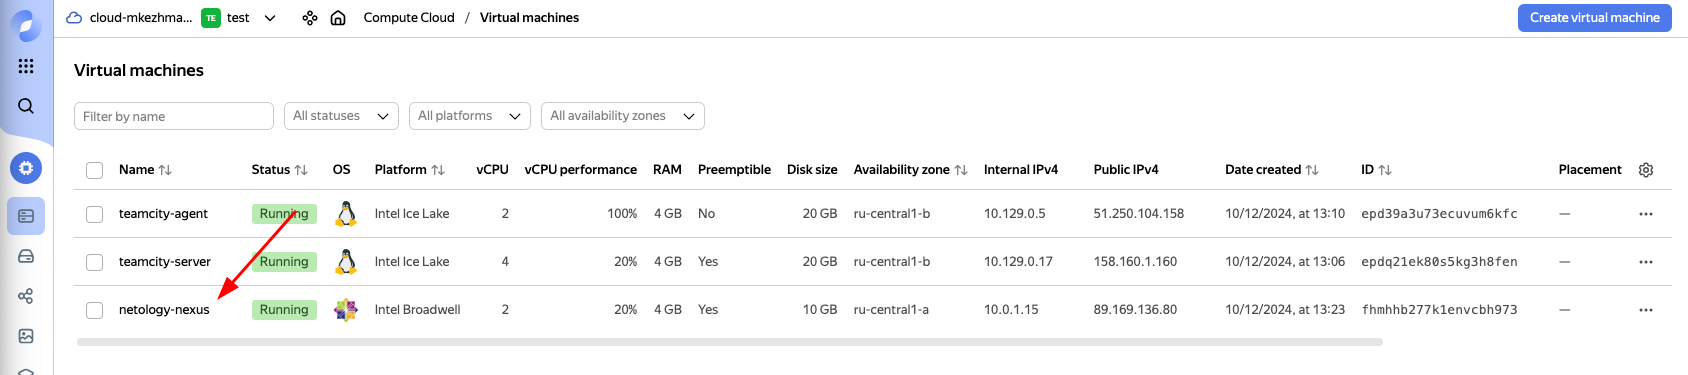 cloud-mkezhma... TE test Compute Cloud / Virtual machines Create virtual machine
Virtual machines
Filter by name All statuses All platforms All availability zones
Name Status OS Platform vCPU vCPU performance RAM Preemptible Disk size Availability zone Internal IPv4 Public IPv4 Date created ID Placement
teamcity-agent Running Intel Ice Lake 2 100% 4 GB No 20 GB ru-central1-b 10.129.0.5 51.250.104.158 10/12/2024, at 13:10 epd39a3u73ecuvum6kfc —
teamcity-server Running Intel Ice Lake 4 20% 4 GB Yes 20 GB ru-central1-b 10.129.0.17 158.160.1.160 10/12/2024, at 13:06 epdq21ek80s5kg3h8fen —
netology-nexus Running Intel Broadwell 2 20% 4 GB Yes 10 GB ru-central1-a 10.0.1.15 89.169.136.80 10/12/2024, at 13:23 fhmhhb277k1envcbh973 —